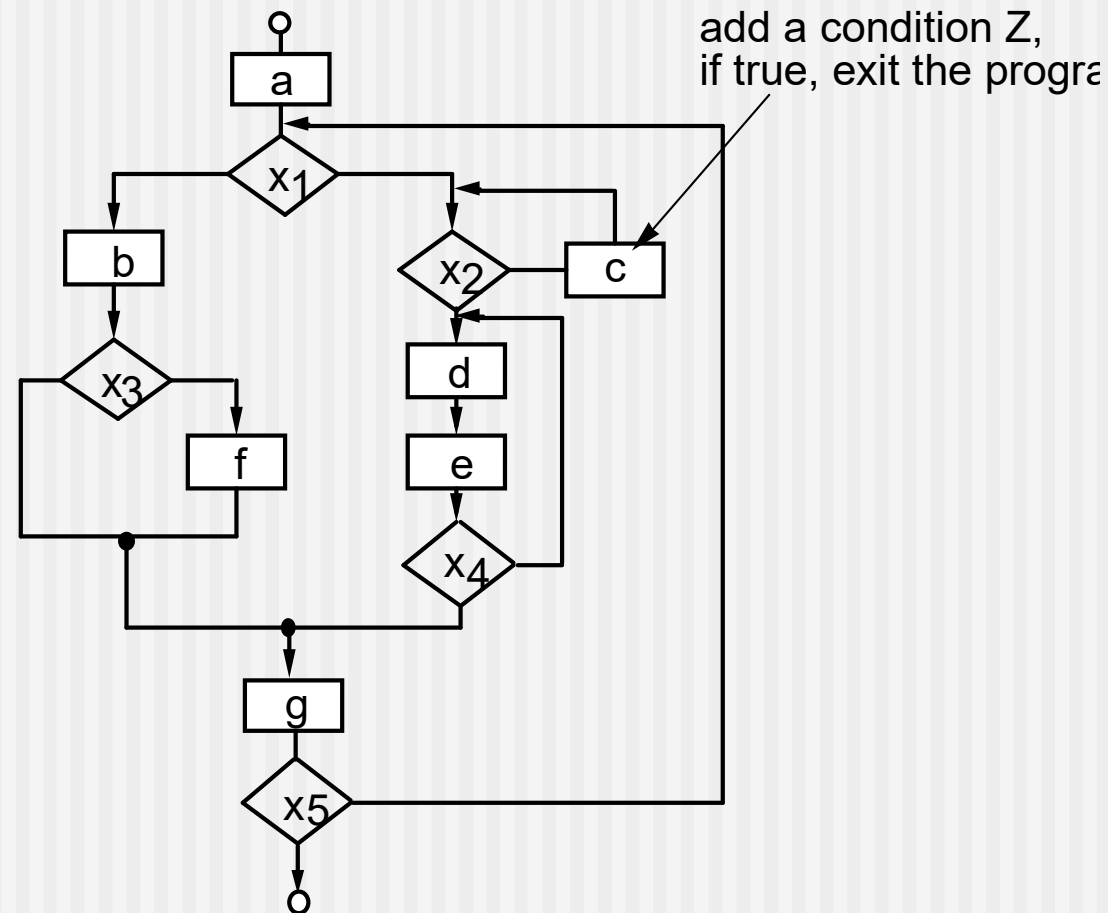 add a condition Z,
if true, exit the progra
a
x1
b
x2
c
x3
d
f
e
x4
g
x5